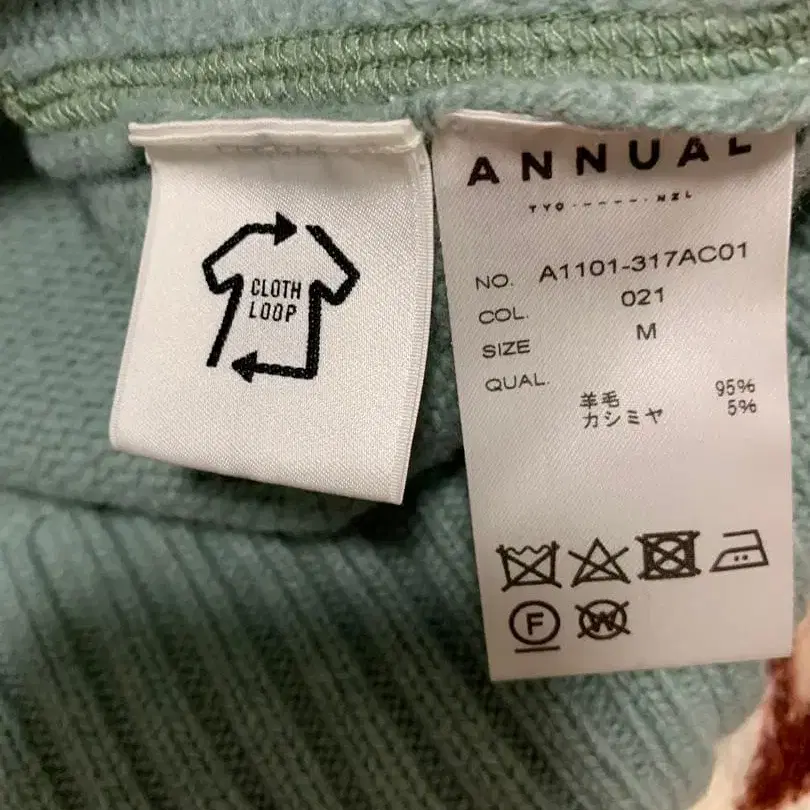 CLOTH
LOOP
ANNUAL
TYO · - - - - · NZL
NO. A1101-317AC01
COL. 021
SIZE M
QUAL.
羊毛 95%
カシミヤ 5%
F
W